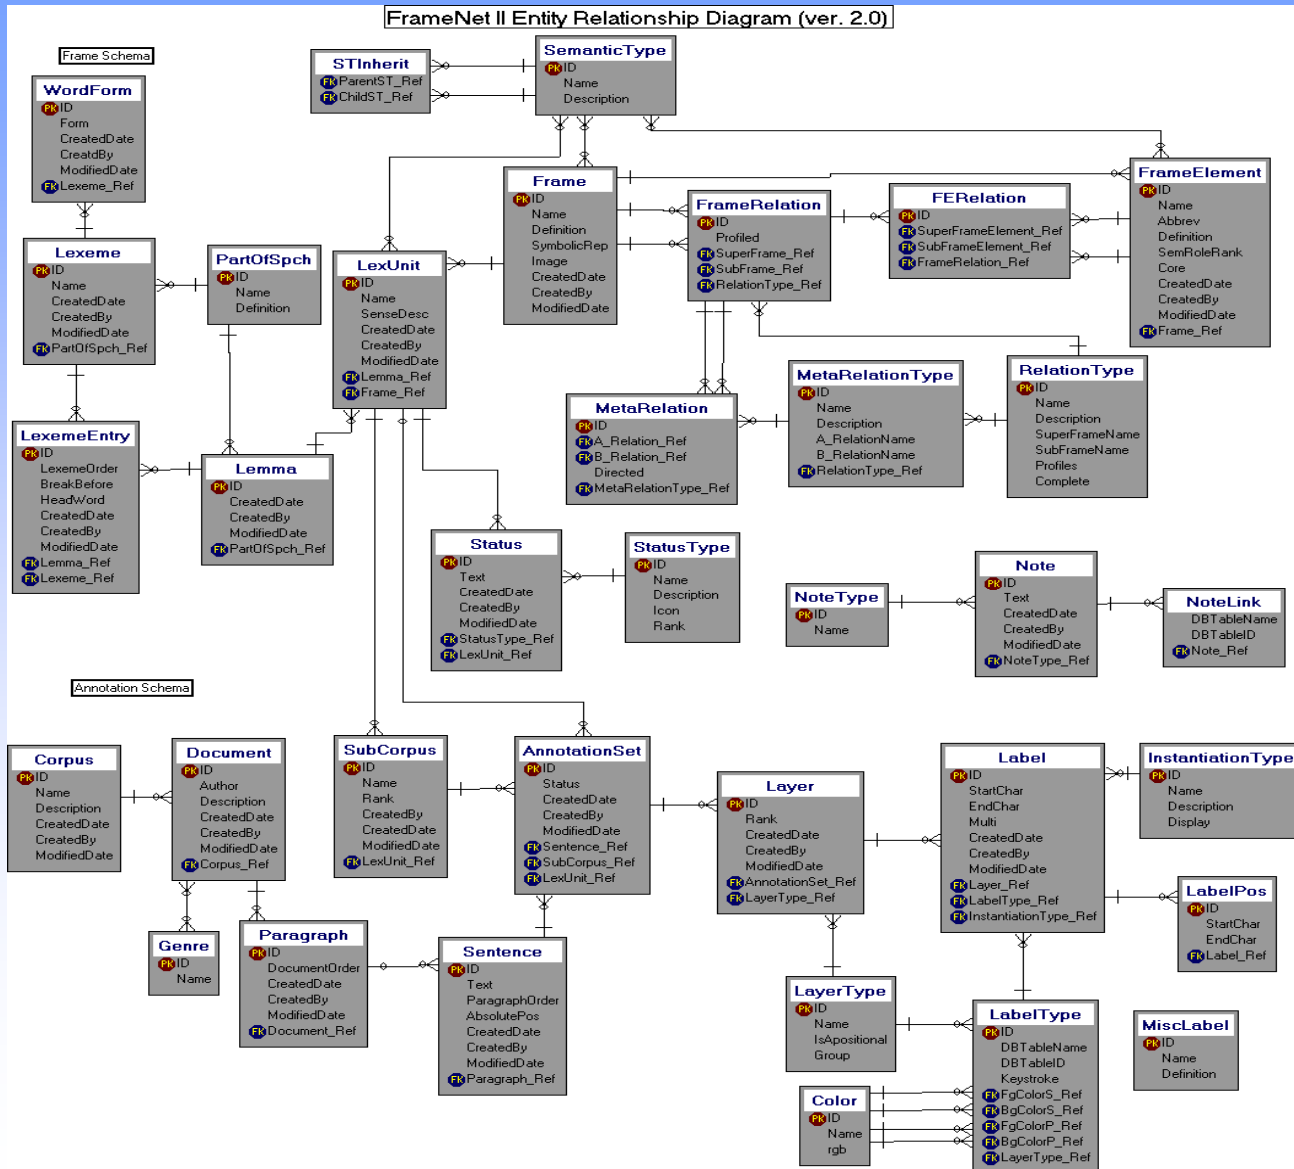 FrameNet II Entity Relationship Diagram (ver. 2.0)
Frame Schema
WordForm
PK ID
Form
CreatedDate
CreatdBy
ModifiedDate
FK Lexeme_Ref
STInherit
FK ParentST_Ref
FK ChildST_Ref
SemanticType
PK ID
Name
Description
Lexeme
PK ID
Name
CreatedDate
CreatedBy
ModifiedDate
FK PartOfSpch_Ref
PartOfSpch
PK ID
Name
Definition
LexUnit
PK ID
Name
SenseDesc
CreatedDate
CreatedBy
ModifiedDate
FK Lemma_Ref
FK Frame_Ref
Frame
PK ID
Name
Definition
SymbolicRep
Image
CreatedDate
CreatedBy
ModifiedDate
FrameRelation
PK ID
Profiled
FK SuperFrame_Ref
FK SubFrame_Ref
FK RelationType_Ref
FERelation
PK ID
FK SuperFrameElement_Ref
FK SubFrameElement_Ref
FK FrameRelation_Ref
FrameElement
PK ID
Name
Abbrev
Definition
SemRoleRank
Core
CreatedDate
CreatedBy
ModifiedDate
FK Frame_Ref
LexemeEntry
PK ID
LexemeOrder
BreakBefore
HeadWord
CreatedDate
CreatedBy
ModifiedDate
FK Lemma_Ref
FK Lexeme_Ref
Lemma
PK ID
CreatedDate
CreatedBy
ModifiedDate
FK PartOfSpch_Ref
MetaRelation
PK ID
FK A_Relation_Ref
FK B_Relation_Ref
Directed
FK MetaRelationType_Ref
MetaRelationType
PK ID
Name
Description
A_RelationName
B_RelationName
FK RelationType_Ref
RelationType
PK ID
Name
Description
SuperFrameName
SubFrameName
Profiles
Complete
Status
PK ID
Text
CreatedDate
CreatedBy
ModifiedDate
FK StatusType_Ref
FK LexUnit_Ref
StatusType
PK ID
Name
Description
Icon
Rank
NoteType
PK ID
Name
Note
PK ID
Text
CreatedDate
CreatedBy
ModifiedDate
FK NoteType_Ref
NoteLink
DBTableName
DBTableID
FK Note_Ref
Annotation Schema
Corpus
PK ID
Name
Description
CreatedDate
CreatedBy
ModifiedDate
Document
PK ID
Author
Description
CreatedDate
CreatedBy
ModifiedDate
FK Corpus_Ref
SubCorpus
PK ID
Name
Rank
CreatedBy
CreatedDate
ModifiedDate
FK LexUnit_Ref
AnnotationSet
PK ID
Status
CreatedDate
CreatedBy
ModifiedDate
FK Sentence_Ref
FK SubCorpus_Ref
FK LexUnit_Ref
Layer
PK ID
Rank
CreatedDate
CreatedBy
ModifiedDate
FK AnnotationSet_Ref
FK LayerType_Ref
Label
PK ID
StartChar
EndChar
Multi
CreatedDate
CreatedBy
ModifiedDate
FK Layer_Ref
FK LabelType_Ref
FK InstantiationType_Ref
InstantiationType
PK ID
Name
Description
Display
LabelPos
PK ID
StartChar
EndChar
FK Label_Ref
Genre
PK ID
Name
Paragraph
PK ID
DocumentOrder
CreatedDate
CreatedBy
ModifiedDate
FK Document_Ref
Sentence
PK ID
Text
ParagraphOrder
AbsolutePos
CreatedDate
CreatedBy
ModifiedDate
FK Paragraph_Ref
LayerType
PK ID
Name
IsApositional
Group
LabelType
PK ID
DBTableName
DBTableID
Keystroke
FK FgColorS_Ref
FK BgColorS_Ref
FK FgColorP_Ref
FK BgColorP_Ref
FK LayerType_Ref
MiscLabel
PK ID
Name
Definition
Color
PK ID
Name
rgb